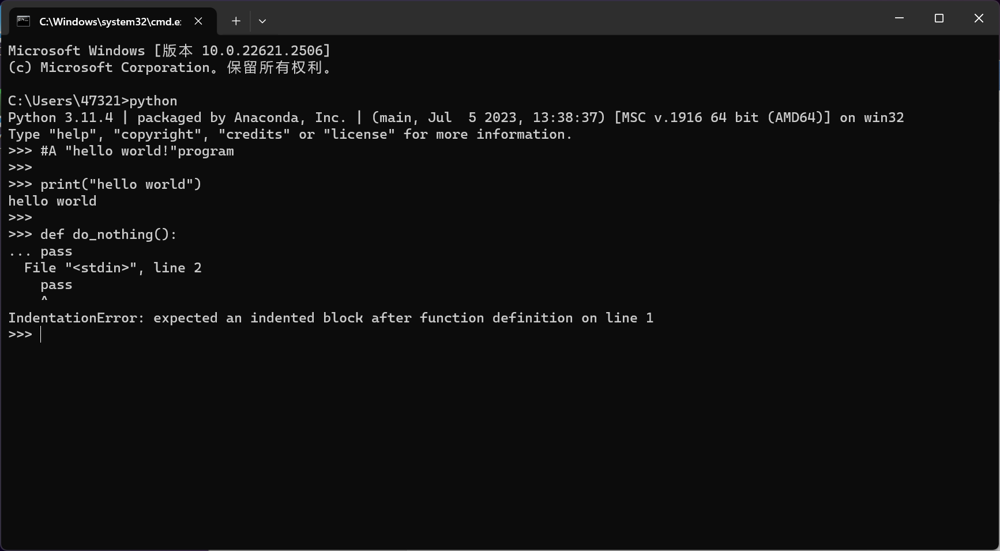 C:\Windows\system32\cmd.e
Microsoft Windows [版本 10.0.22621.2506]
(c) Microsoft Corporation。保留所有权利。
C:\Users\47321>python
Python 3.11.4 | packaged by Anaconda, Inc. | (main, Jul  5 2023, 13:38:37) [MSC v.1916 64 bit (AMD64)] on win32
Type "help", "copyright", "credits" or "license" for more information.
>>> #A "hello world!"program
>>>
>>> print("hello world")
hello world
>>>
>>> def do_nothing():
... pass
  File "<stdin>", line 2
    pass
    ^
IndentationError: expected an indented block after function definition on line 1
>>>